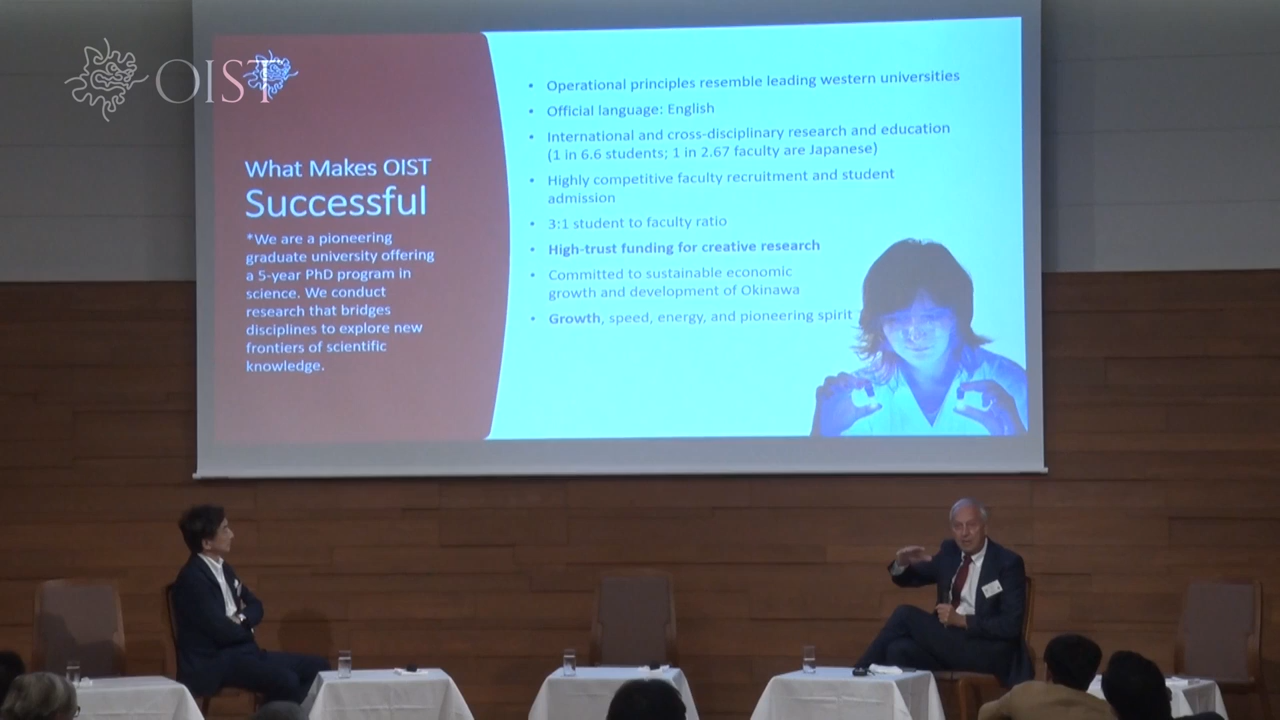 OIST
What Makes OIST
Successful
*We are a pioneering
graduate university offering
a 5-year PhD program in
science. We conduct
research that bridges
disciplines to explore new
frontiers of scientific
knowledge.
• Operational principles resemble leading western universities
• Official language: English
• International and cross-disciplinary research and education
(1 in 6.6 students; 1 in 2.67 faculty are Japanese)
• Highly competitive faculty recruitment and student
admission
• 3:1 student to faculty ratio
• High-trust funding for creative research
• Committed to sustainable economic
growth and development of Okinawa
• Growth, speed, energy, and pioneering spirit